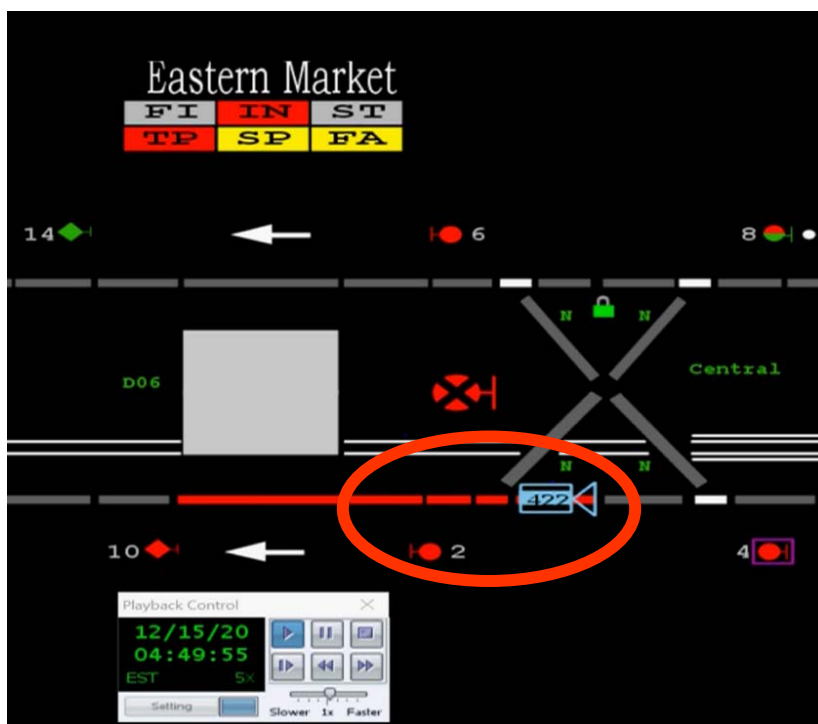 Eastern Market
FI IN ST
TP SP FA
14 6 8
N N
D06 Central
N N
422
10 2 4
Playback Control
12/15/20
04:49:55
EST 5x
Setting Slower 1x Faster